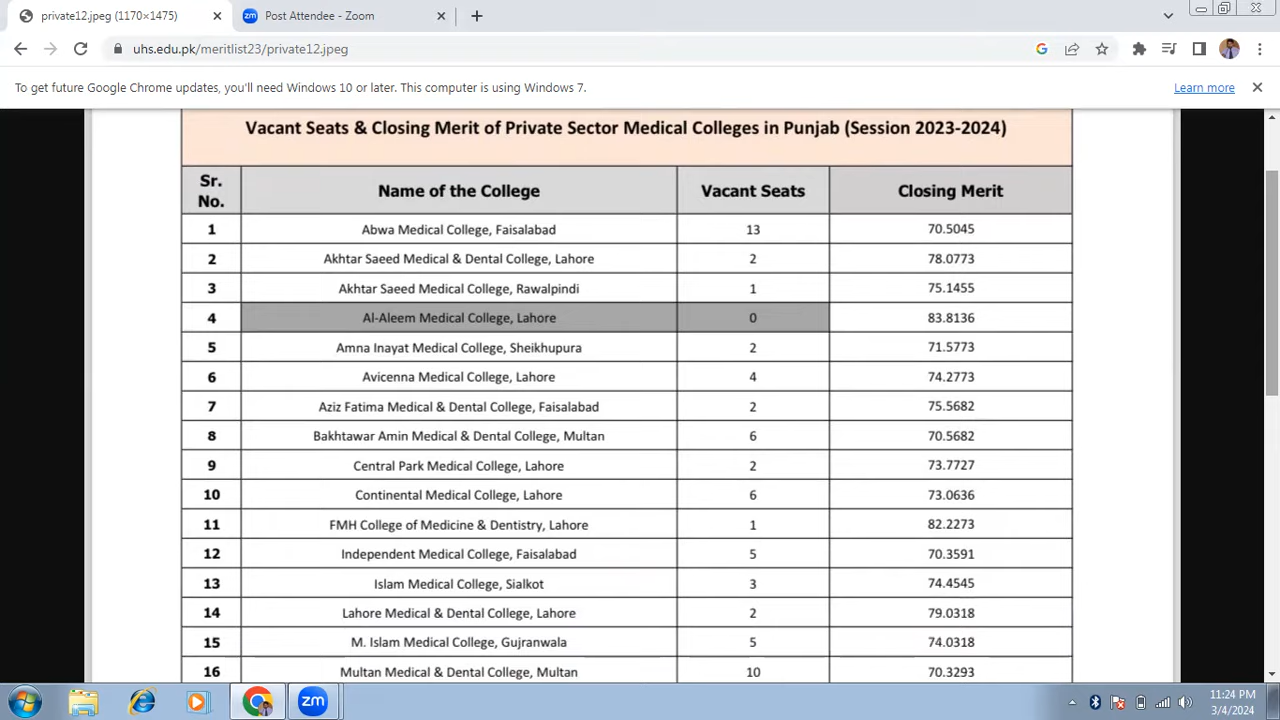 private12.jpeg (1170×1475)
zm Post Attendee - Zoom
uhs.edu.pk/meritlist23/private12.jpeg
G
To get future Google Chrome updates, you'll need Windows 10 or later. This computer is using Windows 7.
Learn more
Vacant Seats & Closing Merit of Private Sector Medical Colleges in Punjab (Session 2023-2024)
Sr. No. Name of the College Vacant Seats Closing Merit
1 Abwa Medical College, Faisalabad 13 70.5045
2 Akhtar Saeed Medical & Dental College, Lahore 2 78.0773
3 Akhtar Saeed Medical College, Rawalpindi 1 75.1455
4 Al-Aleem Medical College, Lahore 0 83.8136
5 Amna Inayat Medical College, Sheikhupura 2 71.5773
6 Avicenna Medical College, Lahore 4 74.2773
7 Aziz Fatima Medical & Dental College, Faisalabad 2 75.5682
8 Bakhtawar Amin Medical & Dental College, Multan 6 70.5682
9 Central Park Medical College, Lahore 2 73.7727
10 Continental Medical College, Lahore 6 73.0636
11 FMH College of Medicine & Dentistry, Lahore 1 82.2273
12 Independent Medical College, Faisalabad 5 70.3591
13 Islam Medical College, Sialkot 3 74.4545
14 Lahore Medical & Dental College, Lahore 2 79.0318
15 M. Islam Medical College, Gujranwala 5 74.0318
16 Multan Medical & Dental College, Multan 10 70.3293
zm
11:24 PM
3/4/2024